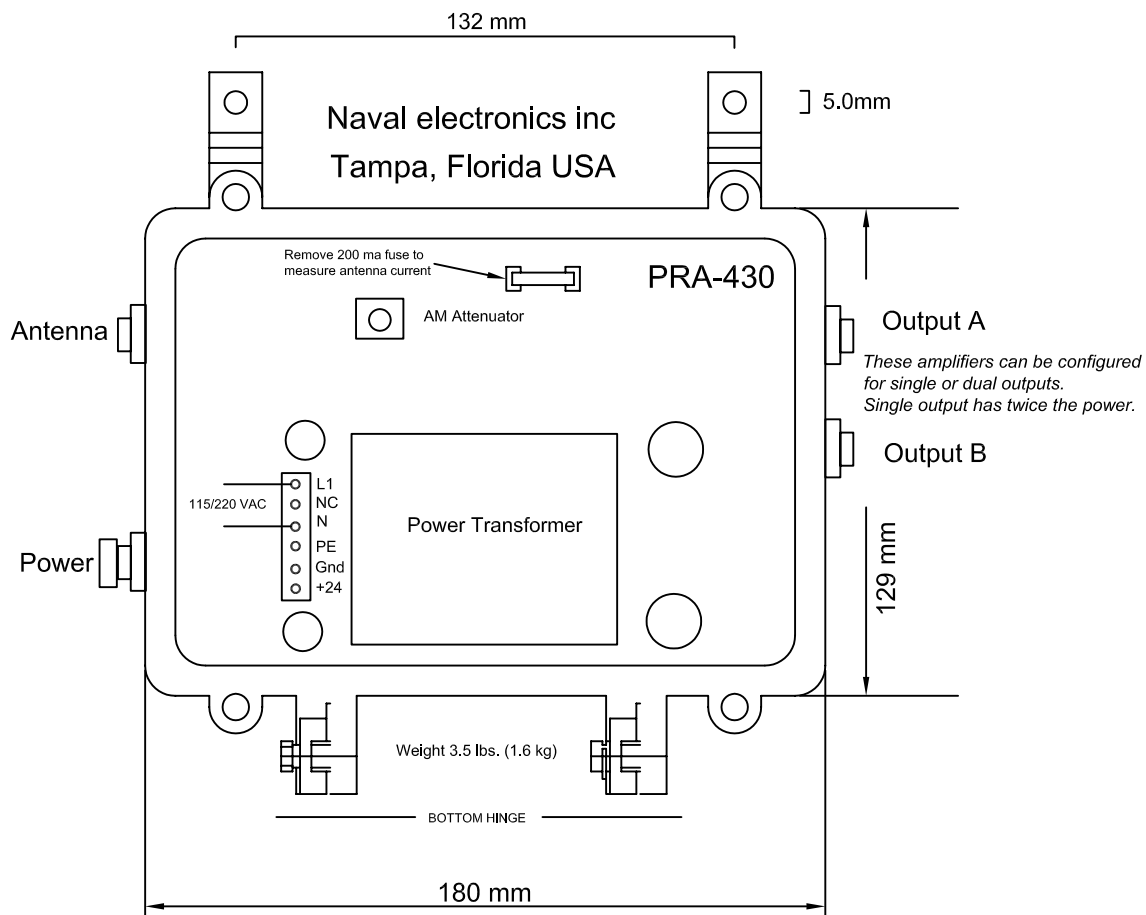 132 mm
5.0mm
Naval electronics inc
Tampa, Florida USA
Remove 200 ma fuse to
measure antenna current
PRA-430
AM Attenuator
Antenna
Output A
These amplifiers can be configured
for single or dual outputs.
Single output has twice the power.
Output B
L1
115/220 VAC
NC
N
PE
Gnd
+24
Power Transformer
Power
129 mm
Weight 3.5 lbs. (1.6 kg)
BOTTOM HINGE
180 mm